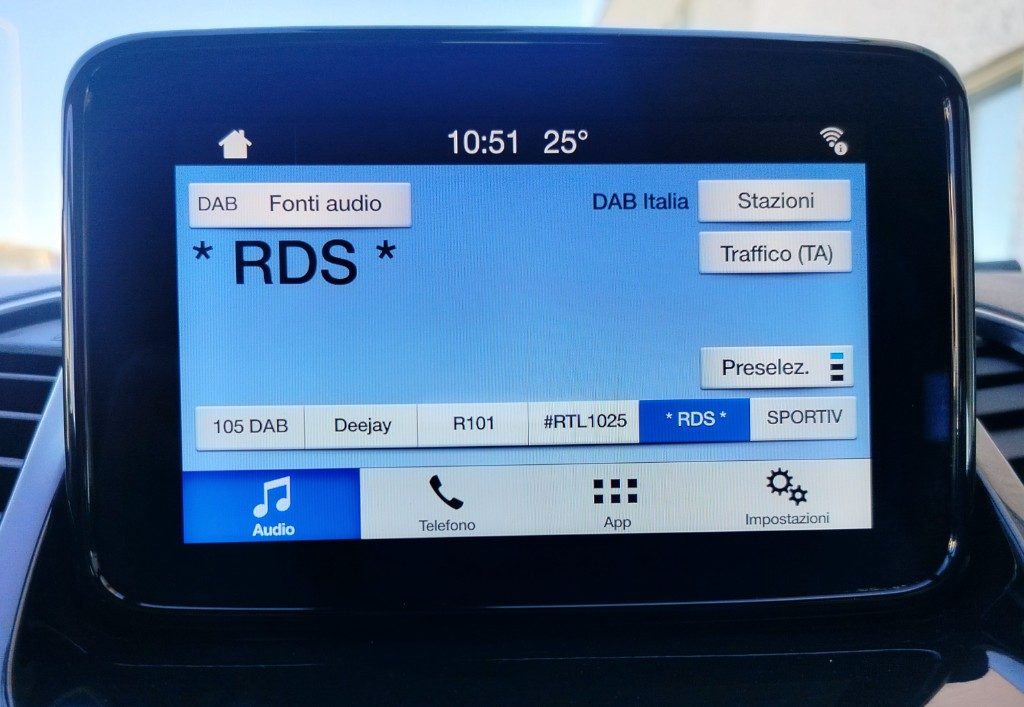 10:51 25°
DAB Fonti audio
DAB Italia
Stazioni
* RDS *
Traffico (TA)
Preselez.
105 DAB
Deejay
R101
#RTL1025
* RDS *
SPORTIV
Audio
Telefono
App
Impostazioni